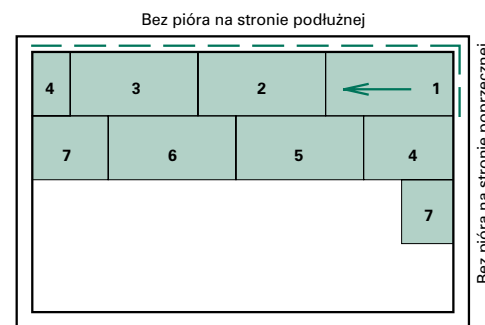 Bez pióra na stronie podłużnej
4 3 2 1
7 6 5 4
7
Bez pióra na stronie poprzecznej